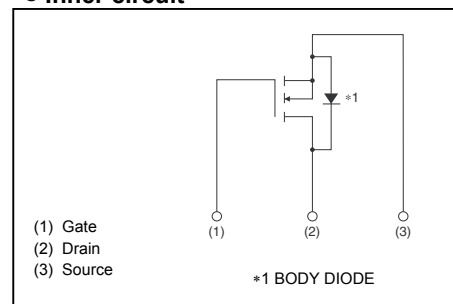 Inner circuit
*1
(1) (2) (3)
(1) Gate
(2) Drain
(3) Source
*1 BODY DIODE